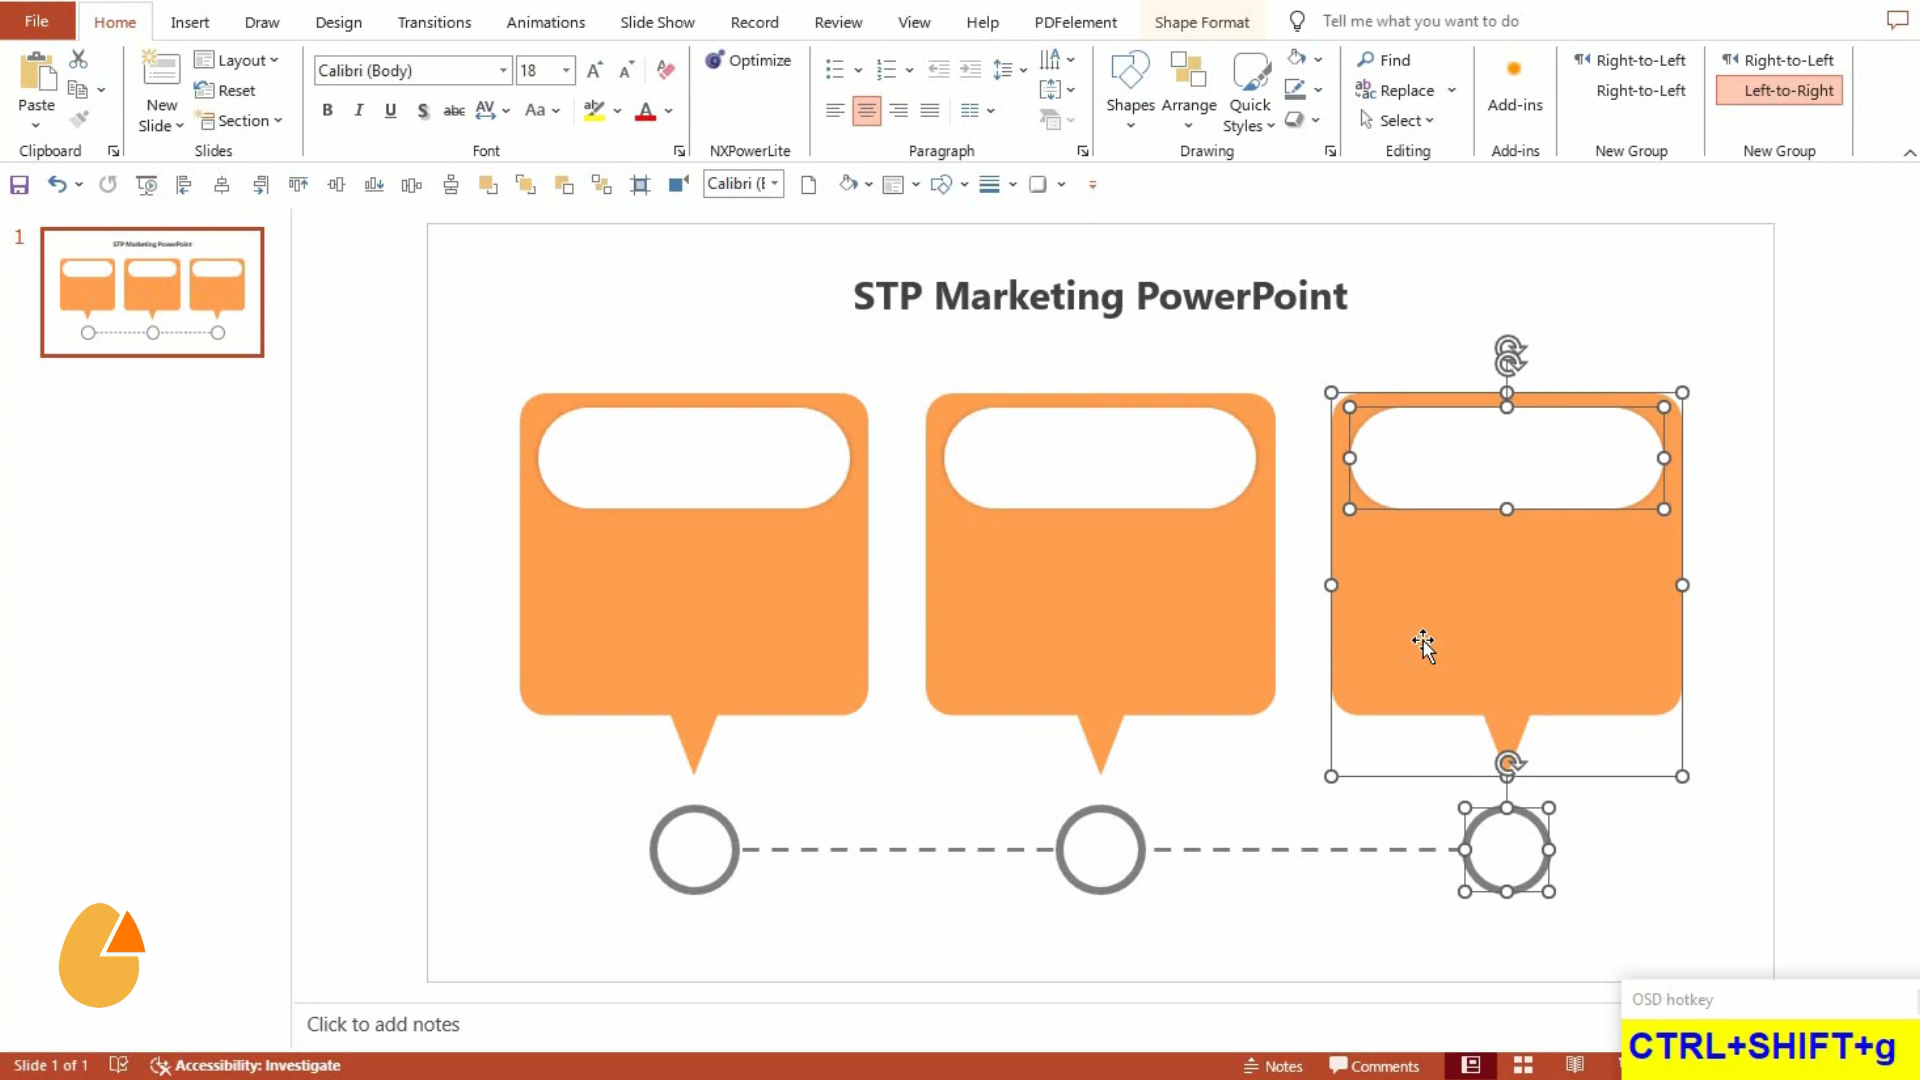 File Home Insert Draw Design Transitions Animations Slide Show Record Review View Help PDFelement Shape Format Tell me what you want to do
Paste
Clipboard
New
Slide
Layout
Reset
Section
Slides
Calibri (Body) 18
B I U S abc AV Aa A
Font
Optimize
NXPowerLite
Paragraph
Shapes Arrange Quick
Styles
Drawing
Find
Replace
Select
Editing
Add-ins
Add-ins
Right-to-Left
Right-to-Left
New Group
Right-to-Left
Left-to-Right
New Group
Calibri (E
1
STP Marketing PowerPoint
STP Marketing PowerPoint
Click to add notes
OSD hotkey
CTRL+SHIFT+g
Slide 1 of 1 Accessibility: Investigate Notes Comments